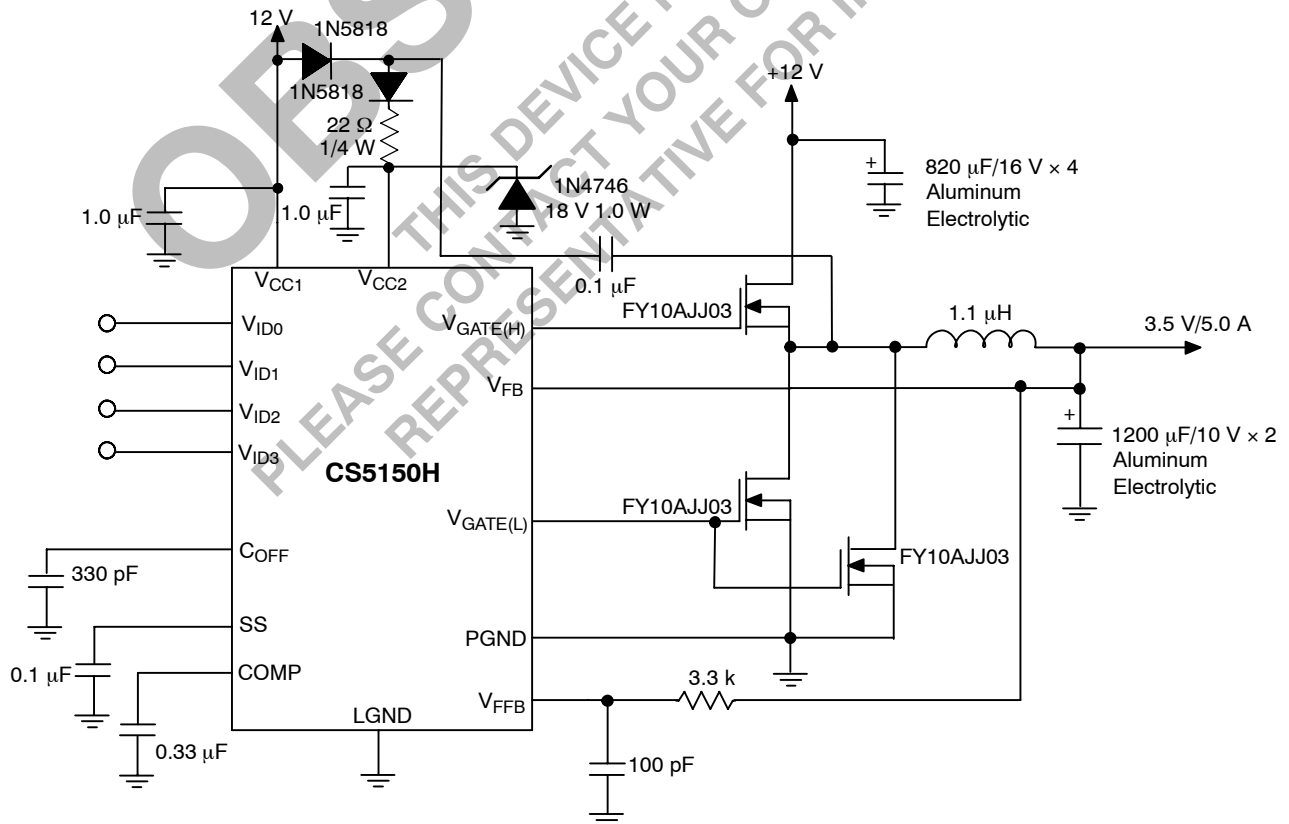 12 V
1N5818
1N5818
22 Ω
1/4 W
1.0 μF
1.0 μF
1N4746
18 V 1.0 W
0.1 μF
+12 V
+
820 μF/16 V × 4
Aluminum
Electrolytic
VCC1
VCC2
VID0
VID1
VID2
VID3
VGATE(H)
FY10AJJ03
1.1 μH
3.5 V/5.0 A
VFB
+
1200 μF/10 V × 2
Aluminum
Electrolytic
CS5150H
VGATE(L)
FY10AJJ03
FY10AJJ03
COFF
330 pF
SS
0.1 μF
COMP
0.33 μF
PGND
VFFB
3.3 k
100 pF
LGND
OBS
THIS DEVICE
PLEASE CONTACT YOUR
REPRESENTATIVE FOR